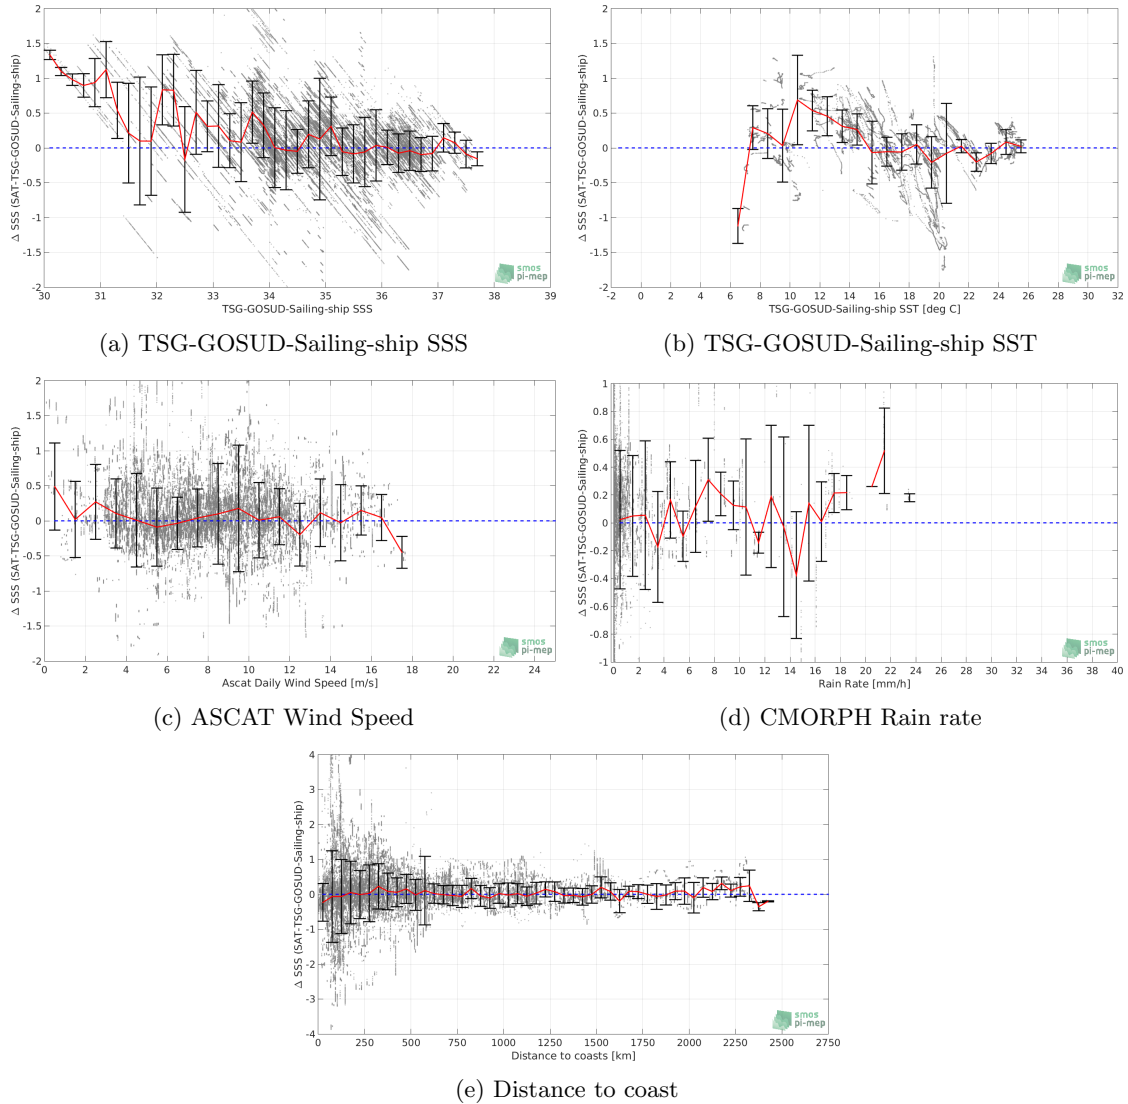 2
1.5
1
0.5
0
-0.5
-1
-1.5
-2
Δ SSS (SAT-TSG-GOSUD-Sailing-ship)
30 31 32 33 34 35 36 37 38 39
TSG-GOSUD-Sailing-ship SSS
smos
pi-mep
(a) TSG-GOSUD-Sailing-ship SSS
2
1.5
1
0.5
0
-0.5
-1
-1.5
-2
Δ SSS (SAT-TSG-GOSUD-Sailing-ship)
-2 0 2 4 6 8 10 12 14 16 18 20 22 24 26 28 30 32
TSG-GOSUD-Sailing-ship SST [deg C]
smos
pi-mep
(b) TSG-GOSUD-Sailing-ship SST
2
1.5
1
0.5
0
-0.5
-1
-1.5
-2
Δ SSS (SAT-TSG-GOSUD-Sailing-ship)
0 2 4 6 8 10 12 14 16 18 20 22 24
Ascat Daily Wind Speed [m/s]
smos
pi-mep
(c) ASCAT Wind Speed
1
0.8
0.6
0.4
0.2
0
-0.2
-0.4
-0.6
-0.8
-1
Δ SSS (SAT-TSG-GOSUD-Sailing-ship)
0 2 4 6 8 10 12 14 16 18 20 22 24 26 28 30 32 34 36 38 40
Rain Rate [mm/h]
smos
pi-mep
(d) CMORPH Rain rate
4
3
2
1
0
-1
-2
-3
-4
Δ SSS (SAT-TSG-GOSUD-Sailing-ship)
0 250 500 750 1000 1250 1500 1750 2000 2250 2500 2750
Distance to coasts [km]
smos
pi-mep
(e) Distance to coast